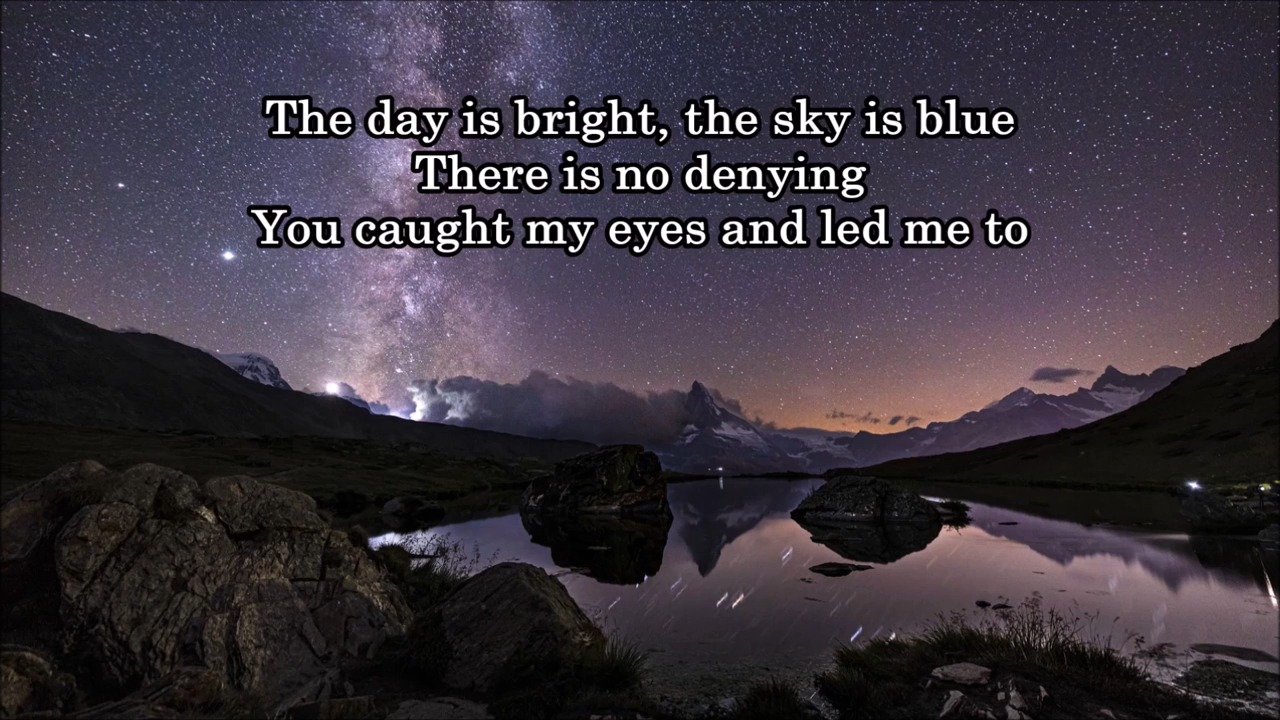 The day is bright, the sky is blue
There is no denying
You caught my eyes and led me to